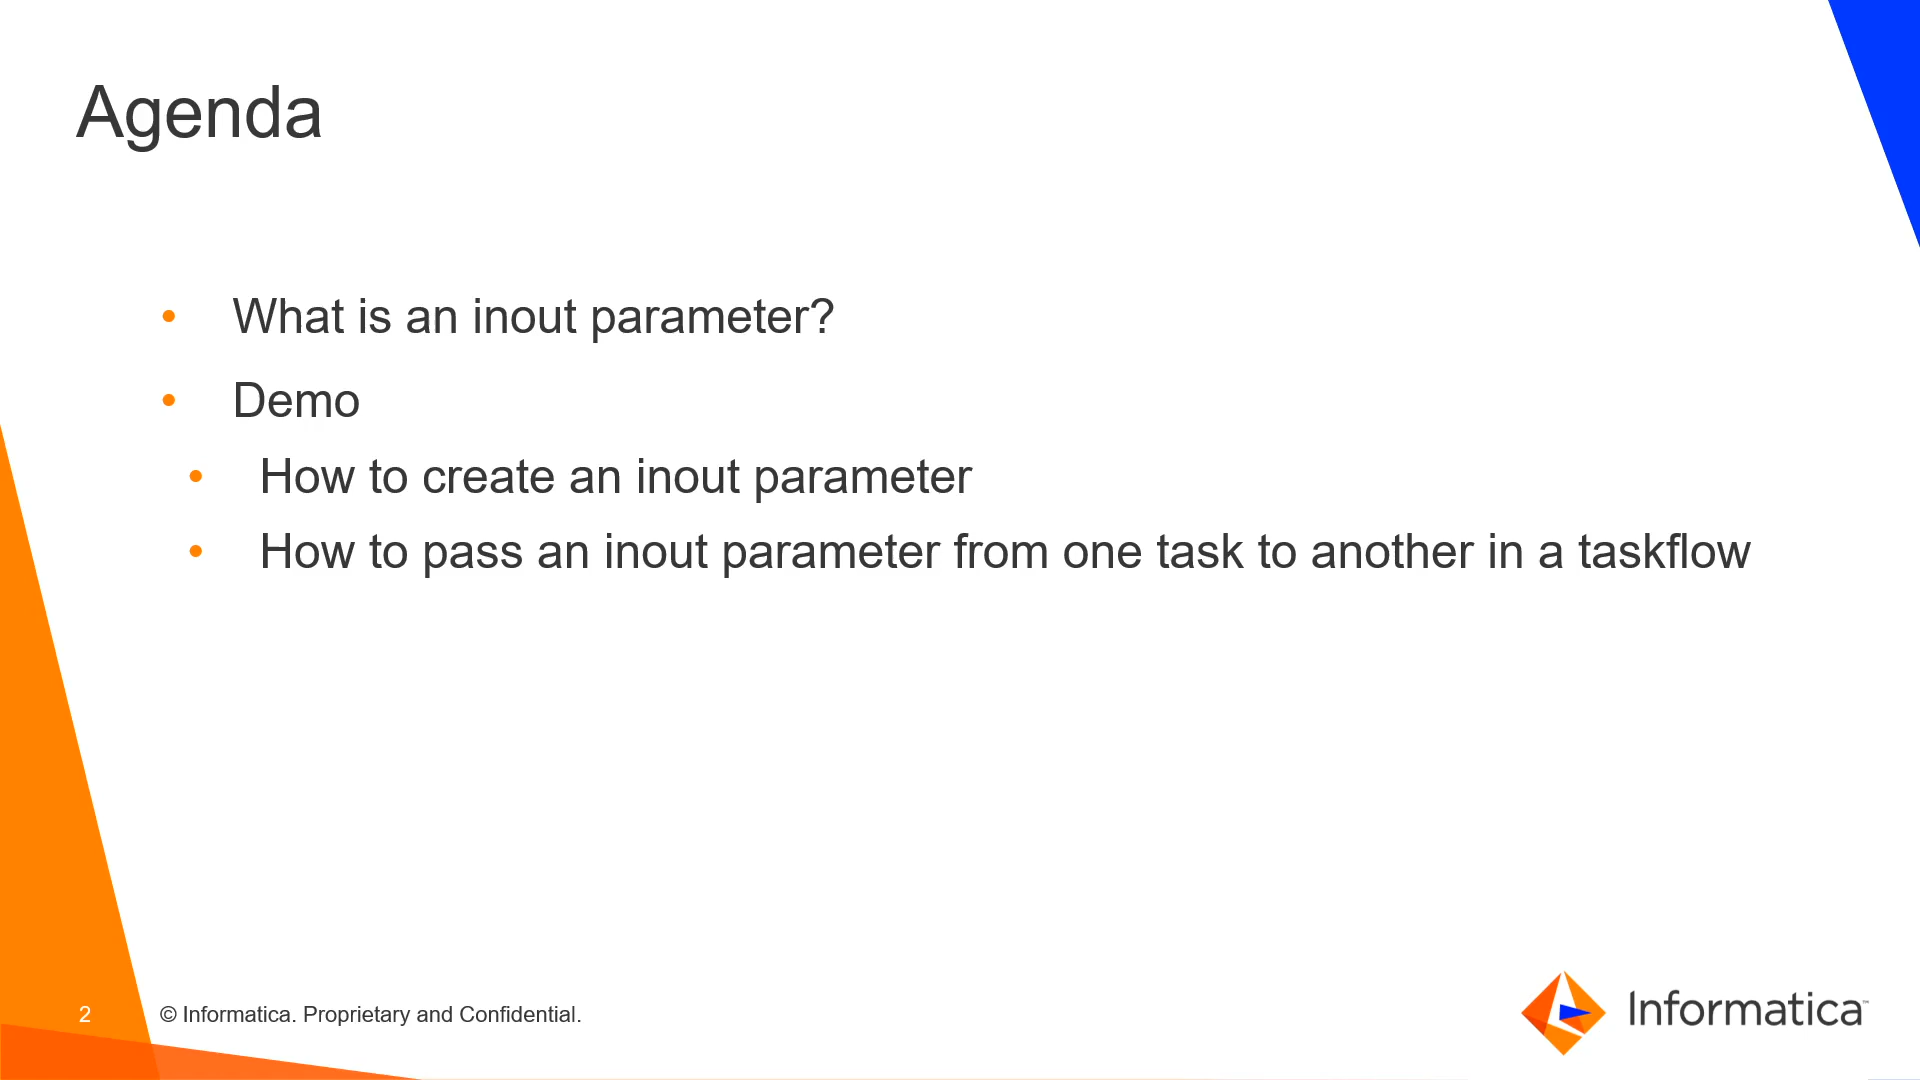 Agenda
• What is an inout parameter?
• Demo
• How to create an inout parameter
• How to pass an inout parameter from one task to another in a taskflow
2
© Informatica. Proprietary and Confidential.
Informatica™